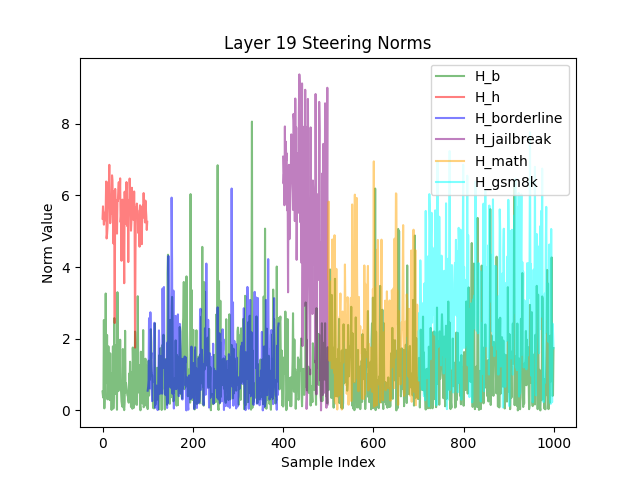 Layer 19 Steering Norms
H_b
H_h
H_borderline
H_jailbreak
H_math
H_gsm8k
Norm Value
8
6
4
2
0
0
200
400
600
800
1000
Sample Index